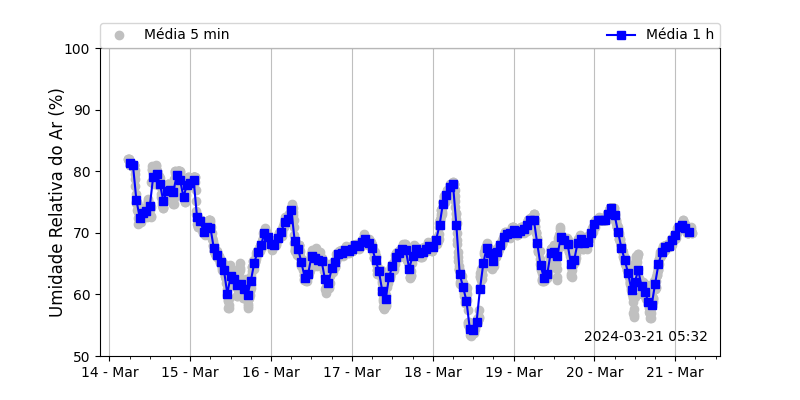 Média 5 min
Média 1 h
Umidade Relativa do Ar (%)
100
90
80
70
60
50
2024-03-21 05:32
14 - Mar
15 - Mar
16 - Mar
17 - Mar
18 - Mar
19 - Mar
20 - Mar
21 - Mar